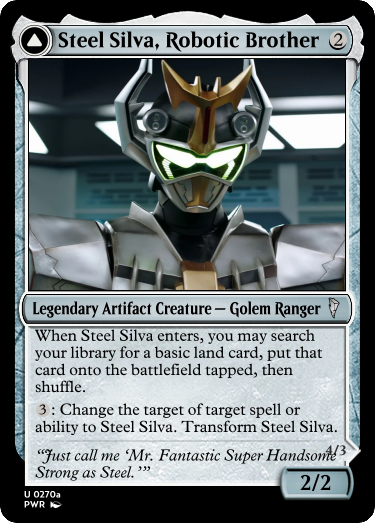 Steel Silva, Robotic Brother 2
Legendary Artifact Creature — Golem Ranger
When Steel Silva enters, you may search
your library for a basic land card, put that
card onto the battlefield tapped, then
shuffle.
3 : Change the target of target spell or
ability to Steel Silva. Transform Steel Silva.
“Just call me ‘Mr. Fantastic Super Handsome
Strong as Steel.’”
4/3
2/2
U 0270a
PWR